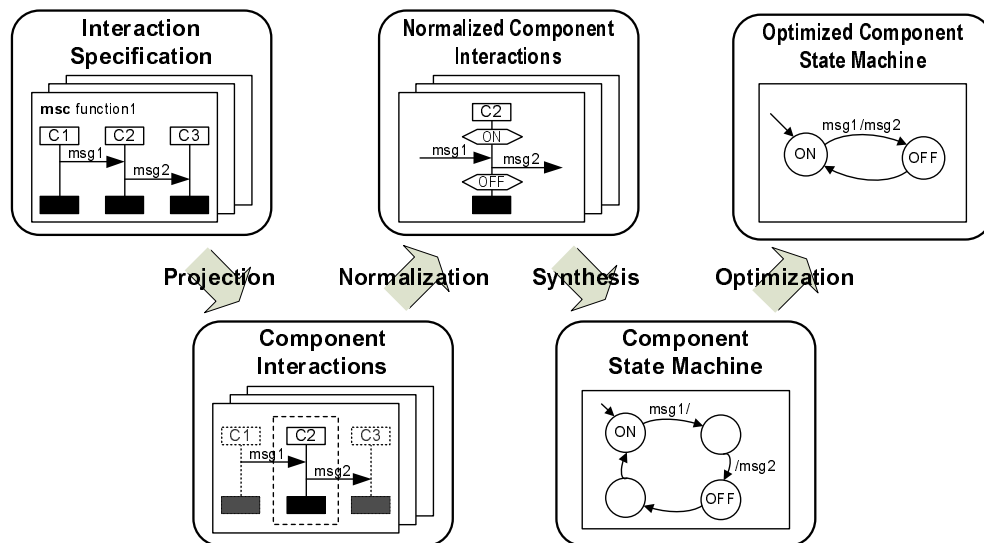 Interaction
Specification
msc function1
C1 C2 C3
msg1
msg2
Normalized Component
Interactions
C2
ON
msg1
msg2
OFF
Optimized Component
State Machine
msg1/msg2
ON
OFF
Projection
Normalization
Synthesis
Optimization
Component
Interactions
C1 C2 C3
msg1
msg2
Component
State Machine
msg1/
ON
/msg2
OFF